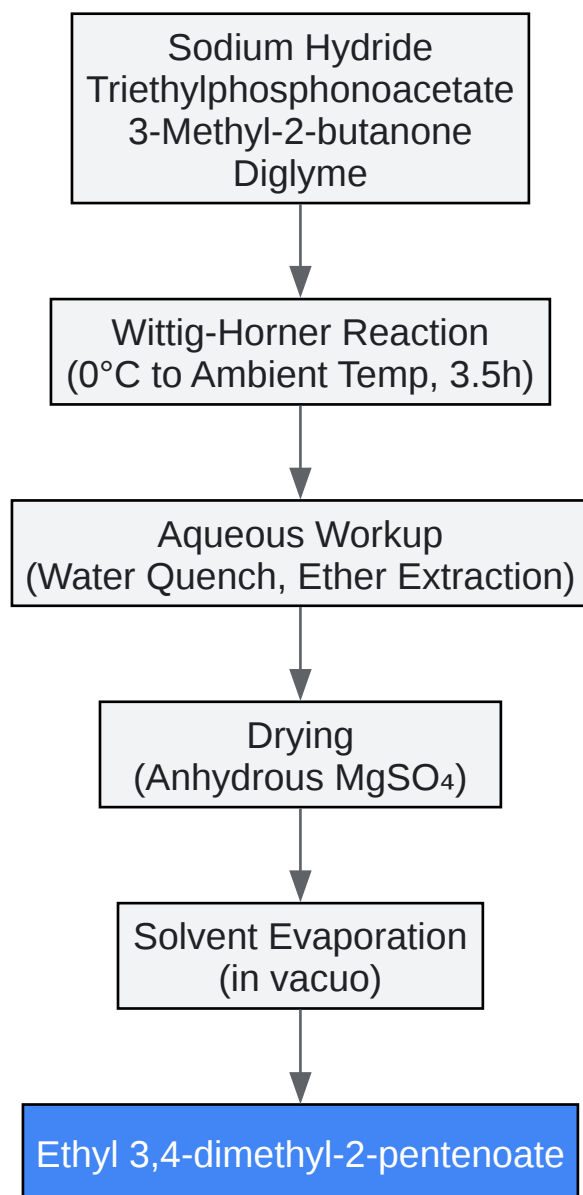 Sodium Hydride
Triethylphosphonoacetate
3-Methyl-2-butanone
Diglyme
Wittig-Horner Reaction
(0°C to Ambient Temp, 3.5h)
Aqueous Workup
(Water Quench, Ether Extraction)
Drying
(Anhydrous MgSO₄)
Solvent Evaporation
(in vacuo)
Ethyl 3,4-dimethyl-2-pentenoate